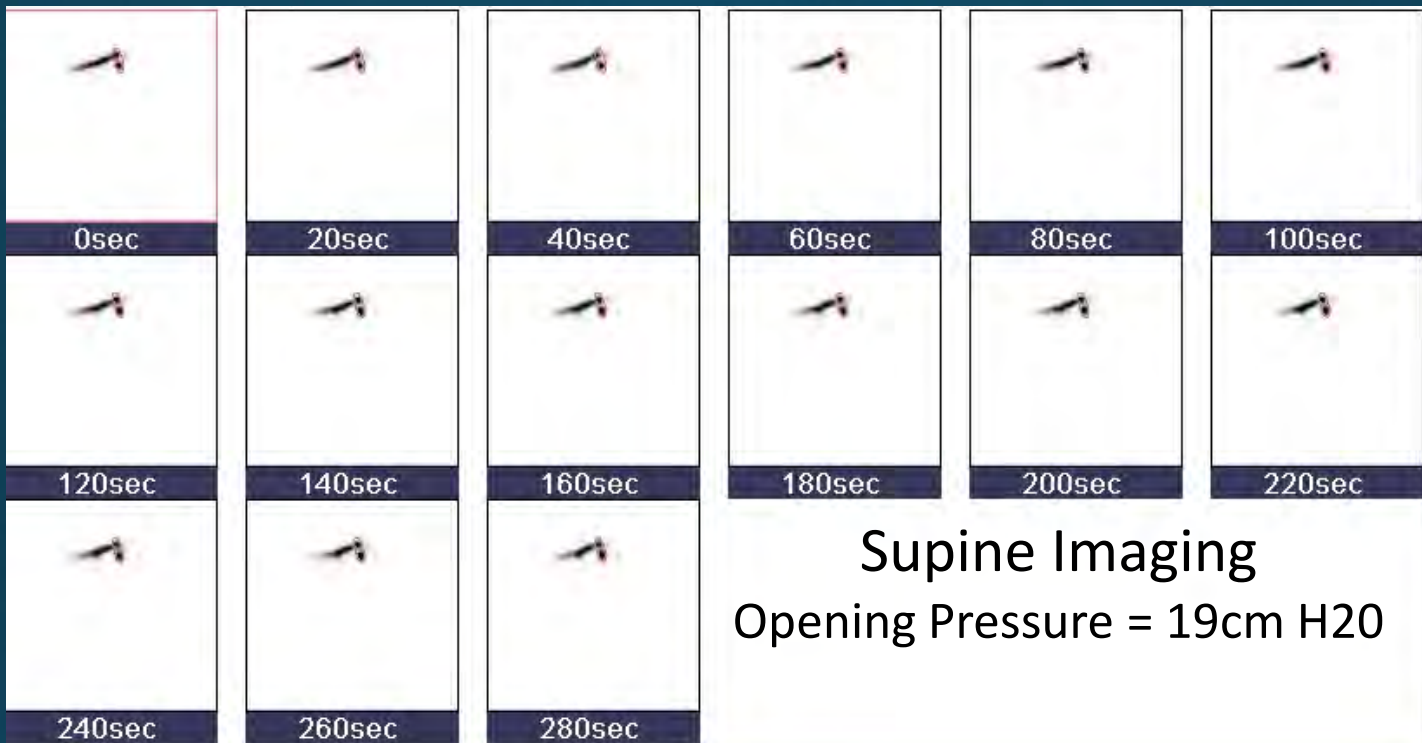 0sec 20sec 40sec 60sec 80sec 100sec
120sec 140sec 160sec 180sec 200sec 220sec
240sec 260sec 280sec
Supine Imaging
Opening Pressure = 19cm H20